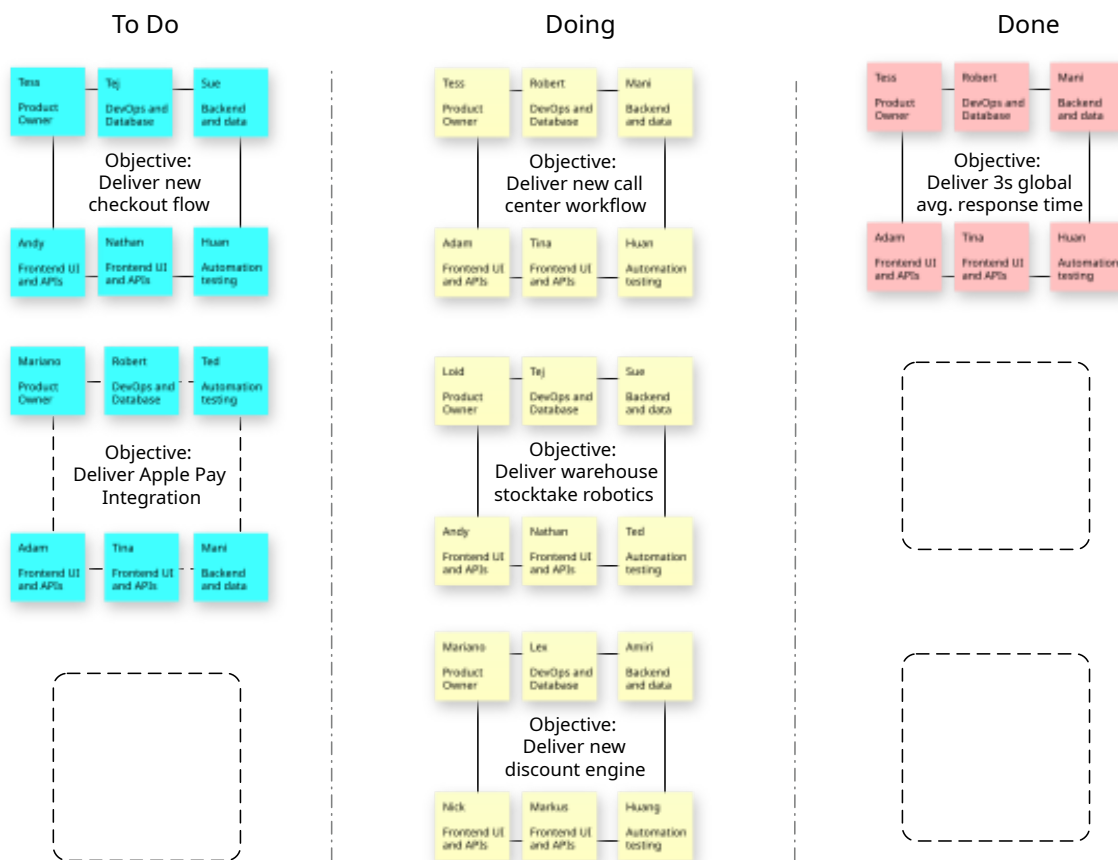 To Do
Doing
Done
Tess
Product
Owner
Tej
DevOps and
Database
Sue
Backend
and data
Objective:
Deliver new
checkout flow
Andy
Frontend UI
and APIs
Nathan
Frontend UI
and APIs
Huan
Automation
testing
Mariano
Product
Owner
Robert
DevOps and
Database
Ted
Automation
testing
Objective:
Deliver Apple Pay
Integration
Adam
Frontend UI
and APIs
Tina
Frontend UI
and APIs
Mani
Backend
and data
Tess
Product
Owner
Robert
DevOps and
Database
Mani
Backend
and data
Objective:
Deliver new call
center workflow
Adam
Frontend UI
and APIs
Tina
Frontend UI
and APIs
Huan
Automation
testing
Loid
Product
Owner
Tej
DevOps and
Database
Sue
Backend
and data
Objective:
Deliver warehouse
stocktake robotics
Andy
Frontend UI
and APIs
Nathan
Frontend UI
and APIs
Ted
Automation
testing
Mariano
Product
Owner
Lex
DevOps and
Database
Amiri
Backend
and data
Objective:
Deliver new
discount engine
Nick
Frontend UI
and APIs
Markus
Frontend UI
and APIs
Huang
Automation
testing
Tess
Product
Owner
Robert
DevOps and
Database
Mani
Backend
and data
Objective:
Deliver 3s global
avg. response time
Adam
Frontend UI
and APIs
Tina
Frontend UI
and APIs
Huan
Automation
testing